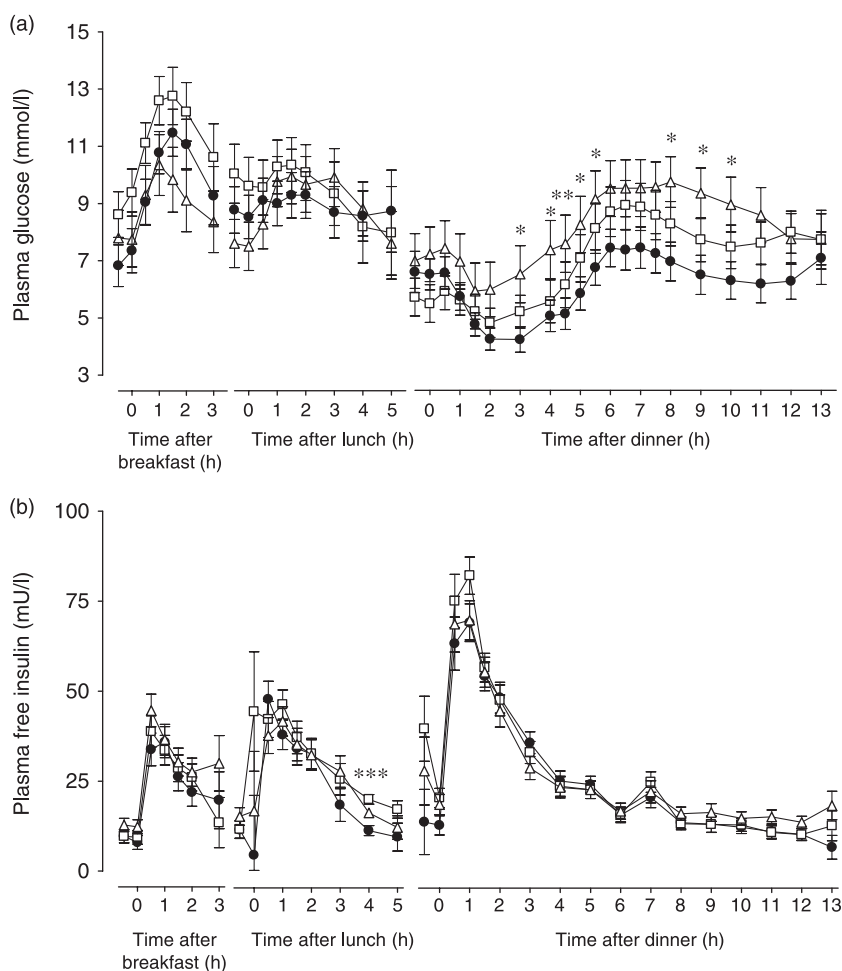 (a)
Plasma glucose (mmol/l)
15
13
11
9
7
5
3
* * ** * * * * *
0 1 2 3
0 1 2 3 4 5
0 1 2 3 4 5 6 7 8 9 10 11 12 13
Time after
breakfast (h)
Time after lunch (h)
Time after dinner (h)
(b)
Plasma free insulin (mU/l)
100
75
50
25
0
***
0 1 2 3
0 1 2 3 4 5
0 1 2 3 4 5 6 7 8 9 10 11 12 13
Time after
breakfast (h)
Time after lunch (h)
Time after dinner (h)